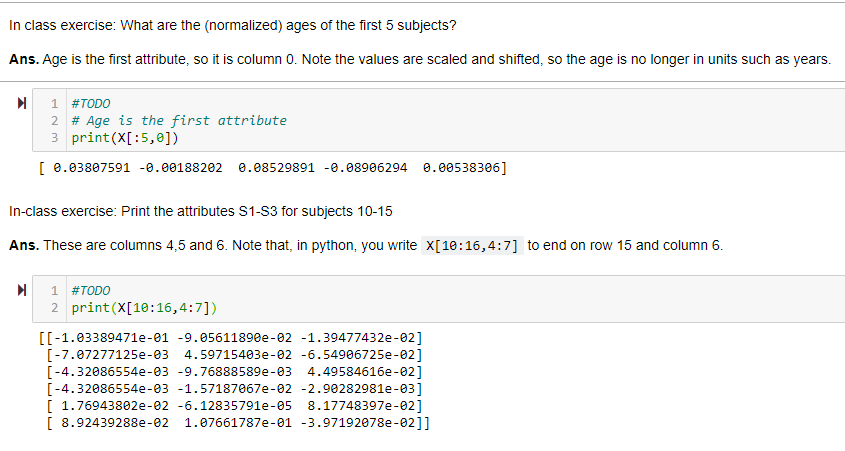 In class exercise: What are the (normalized) ages of the first 5 subjects?
Ans. Age is the first attribute, so it is column 0. Note the values are scaled and shifted, so the age is no longer in units such as years.
1 #TODO
2 # Age is the first attribute
3 print(X[:5,0])
[ 0.03807591 -0.00188202  0.08529891 -0.08906294  0.00538306]
In-class exercise: Print the attributes S1-S3 for subjects 10-15
Ans. These are columns 4,5 and 6. Note that, in python, you write X[10:16,4:7] to end on row 15 and column 6.
1 #TODO
2 print(X[10:16,4:7])
[[-1.03389471e-01 -9.05611890e-02 -1.39477432e-02]
[-7.07277125e-03  4.59715403e-02 -6.54906725e-02]
[-4.32086554e-03 -9.76888589e-03  4.49584616e-02]
[-4.32086554e-03 -1.57187067e-02 -2.90282981e-03]
[ 1.76943802e-02 -6.12835791e-05  8.17748397e-02]
[ 8.92439288e-02  1.07661787e-01 -3.97192078e-02]]